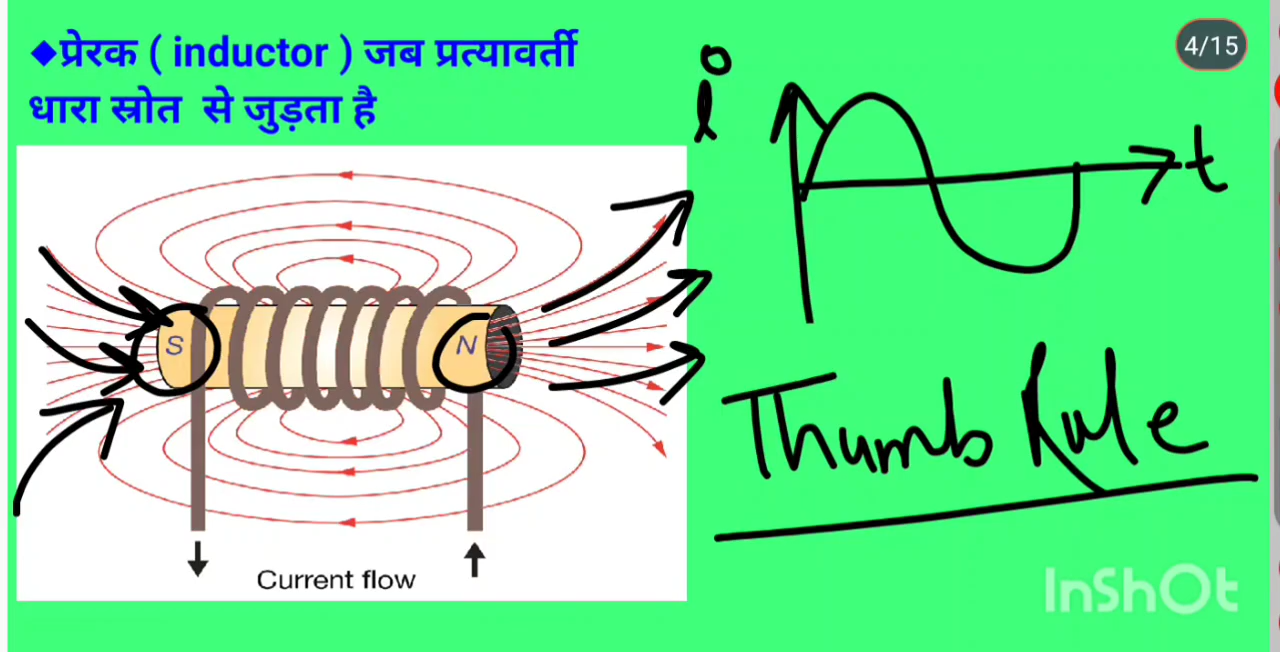 ◆प्रेरक ( inductor ) जब प्रत्यावर्ती
धारा स्रोत से जुड़ता है
4/15
i
t
S
N
Thumb Rule
Current flow
InShOt